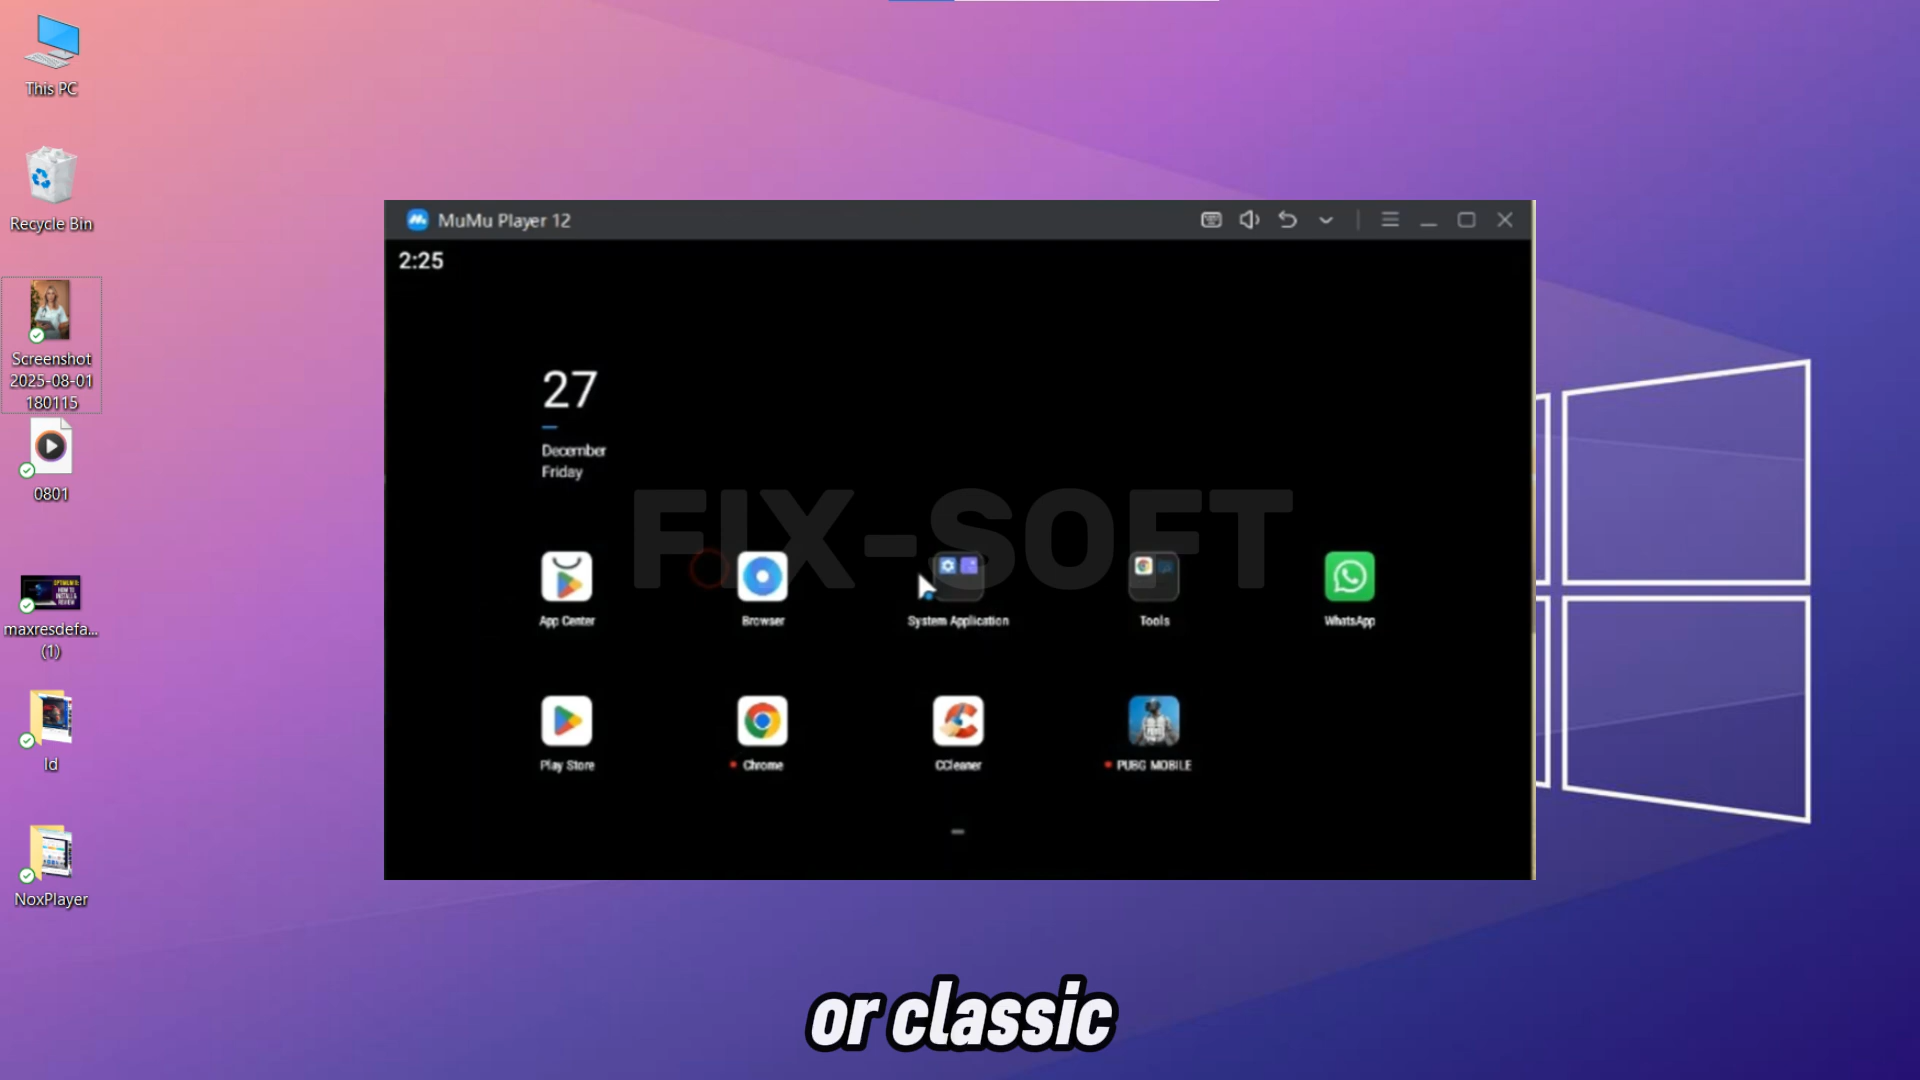 This PC
Recycle Bin
Screenshot
2025-08-01
180115
0801
maxresdefa...
(1)
ld
NoxPlayer
MuMu Player 12
2:25
27
December
Friday
FIX-SOFT
App Center
Browser
System Application
Tools
WhatsApp
Play Store
Chrome
CCleaner
PUBG MOBILE
or classic